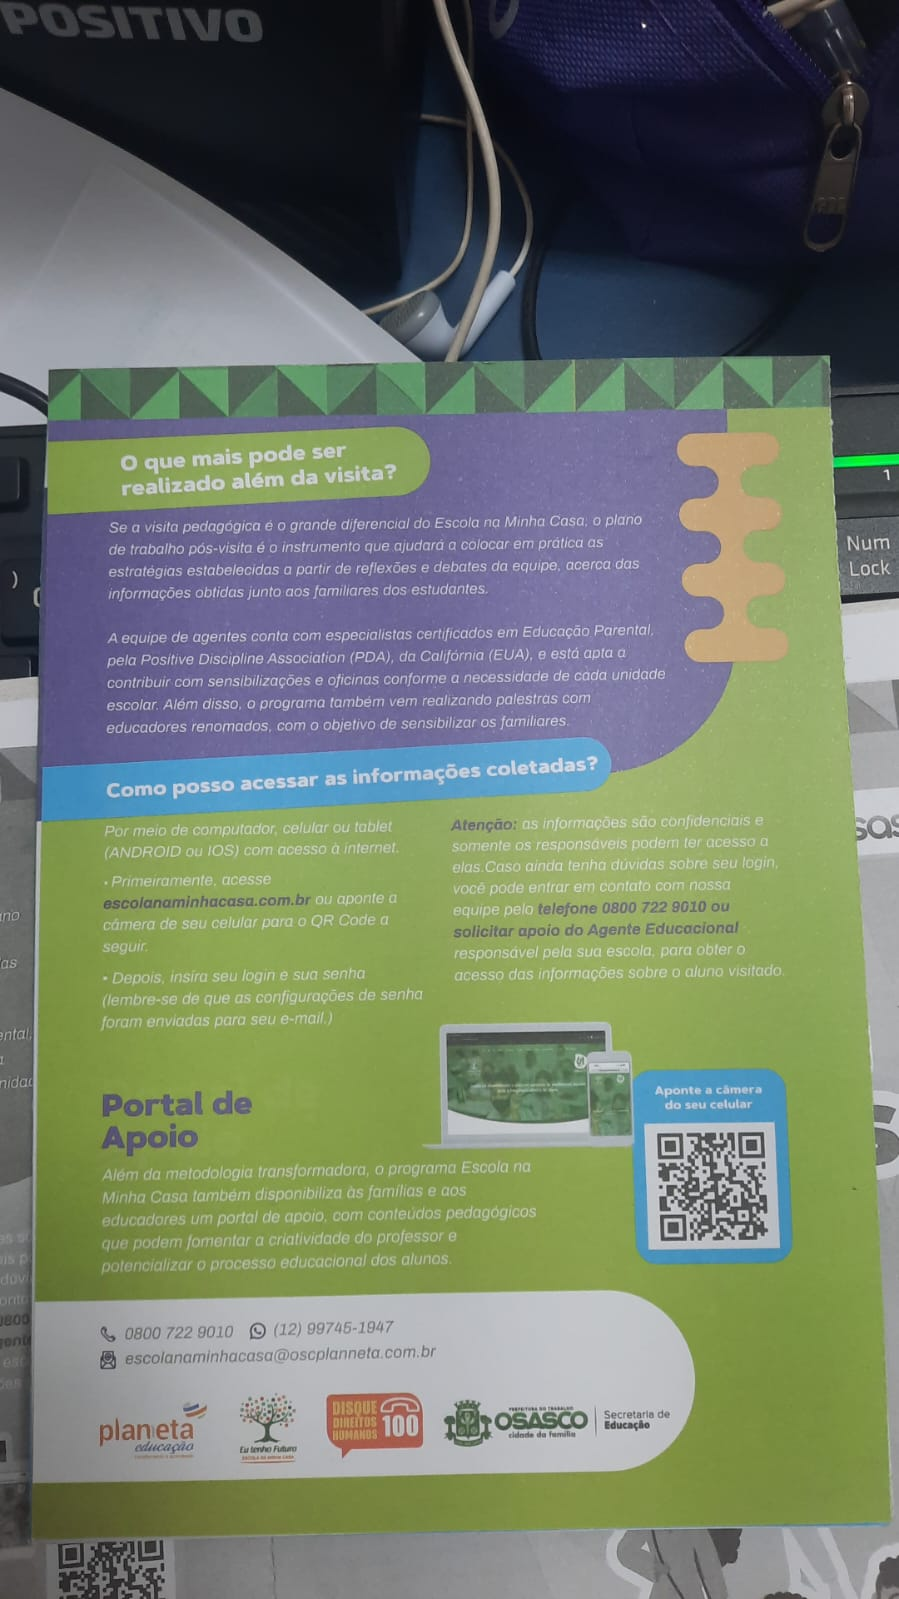 POSITIVO
1
Num
Lock
)
O que mais pode ser
realizado além da visita?
Se a visita pedagógica é o grande diferencial do Escola na Minha Casa, o plano
de trabalho pós-visita é o instrumento que ajudará a colocar em prática as
estratégias estabelecidas a partir de reflexões e debates da equipe, acerca das
informações obtidas junto aos familiares dos estudantes.
A equipe de agentes conta com especialistas certificados em Educação Parental,
pela Positive Discipline Association (PDA), da Califórnia (EUA), e está apta a
contribuir com sensibilizações e oficinas conforme a necessidade de cada unidade
escolar. Além disso, o programa também vem realizando palestras com
educadores renomados, com o objetivo de sensibilizar os familiares.
Como posso acessar as informações coletadas?
Por meio de computador, celular ou tablet
(ANDROID ou IOS) com acesso à internet.
• Primeiramente, acesse
escolanaminhacasa.com.br ou aponte a
câmera de seu celular para o QR Code a
seguir.
• Depois, insira seu login e sua senha
(lembre-se de que as configurações de senha
foram enviadas para seu e-mail.)
Atenção: as informações são confidenciais e
somente os responsáveis podem ter acesso a
elas.Caso ainda tenha dúvidas sobre seu login,
você pode entrar em contato com nossa
equipe pelo telefone 0800 722 9010 ou
solicitar apoio do Agente Educacional
responsável pela sua escola, para obter o
acesso das informações sobre o aluno visitado.
Portal de
Apoio
Além da metodologia transformadora, o programa Escola na
Minha Casa também disponibiliza às famílias e aos
educadores um portal de apoio, com conteúdos pedagógicos
que podem fomentar a criatividade do professor e
potencializar o processo educacional dos alunos.
Aponte a câmera
do seu celular
0800 722 9010 (12) 99745-1947
escolanaminhacasa@oscplanneta.com.br
planneta
educação
Eu tenho Futuro
ESCOLA NA MINHA CASA
DISQUE
DIREITOS
HUMANOS
100
PREFEITURA DO TRABALHO
OSASCO
cidade da família
Secretaria de
Educação